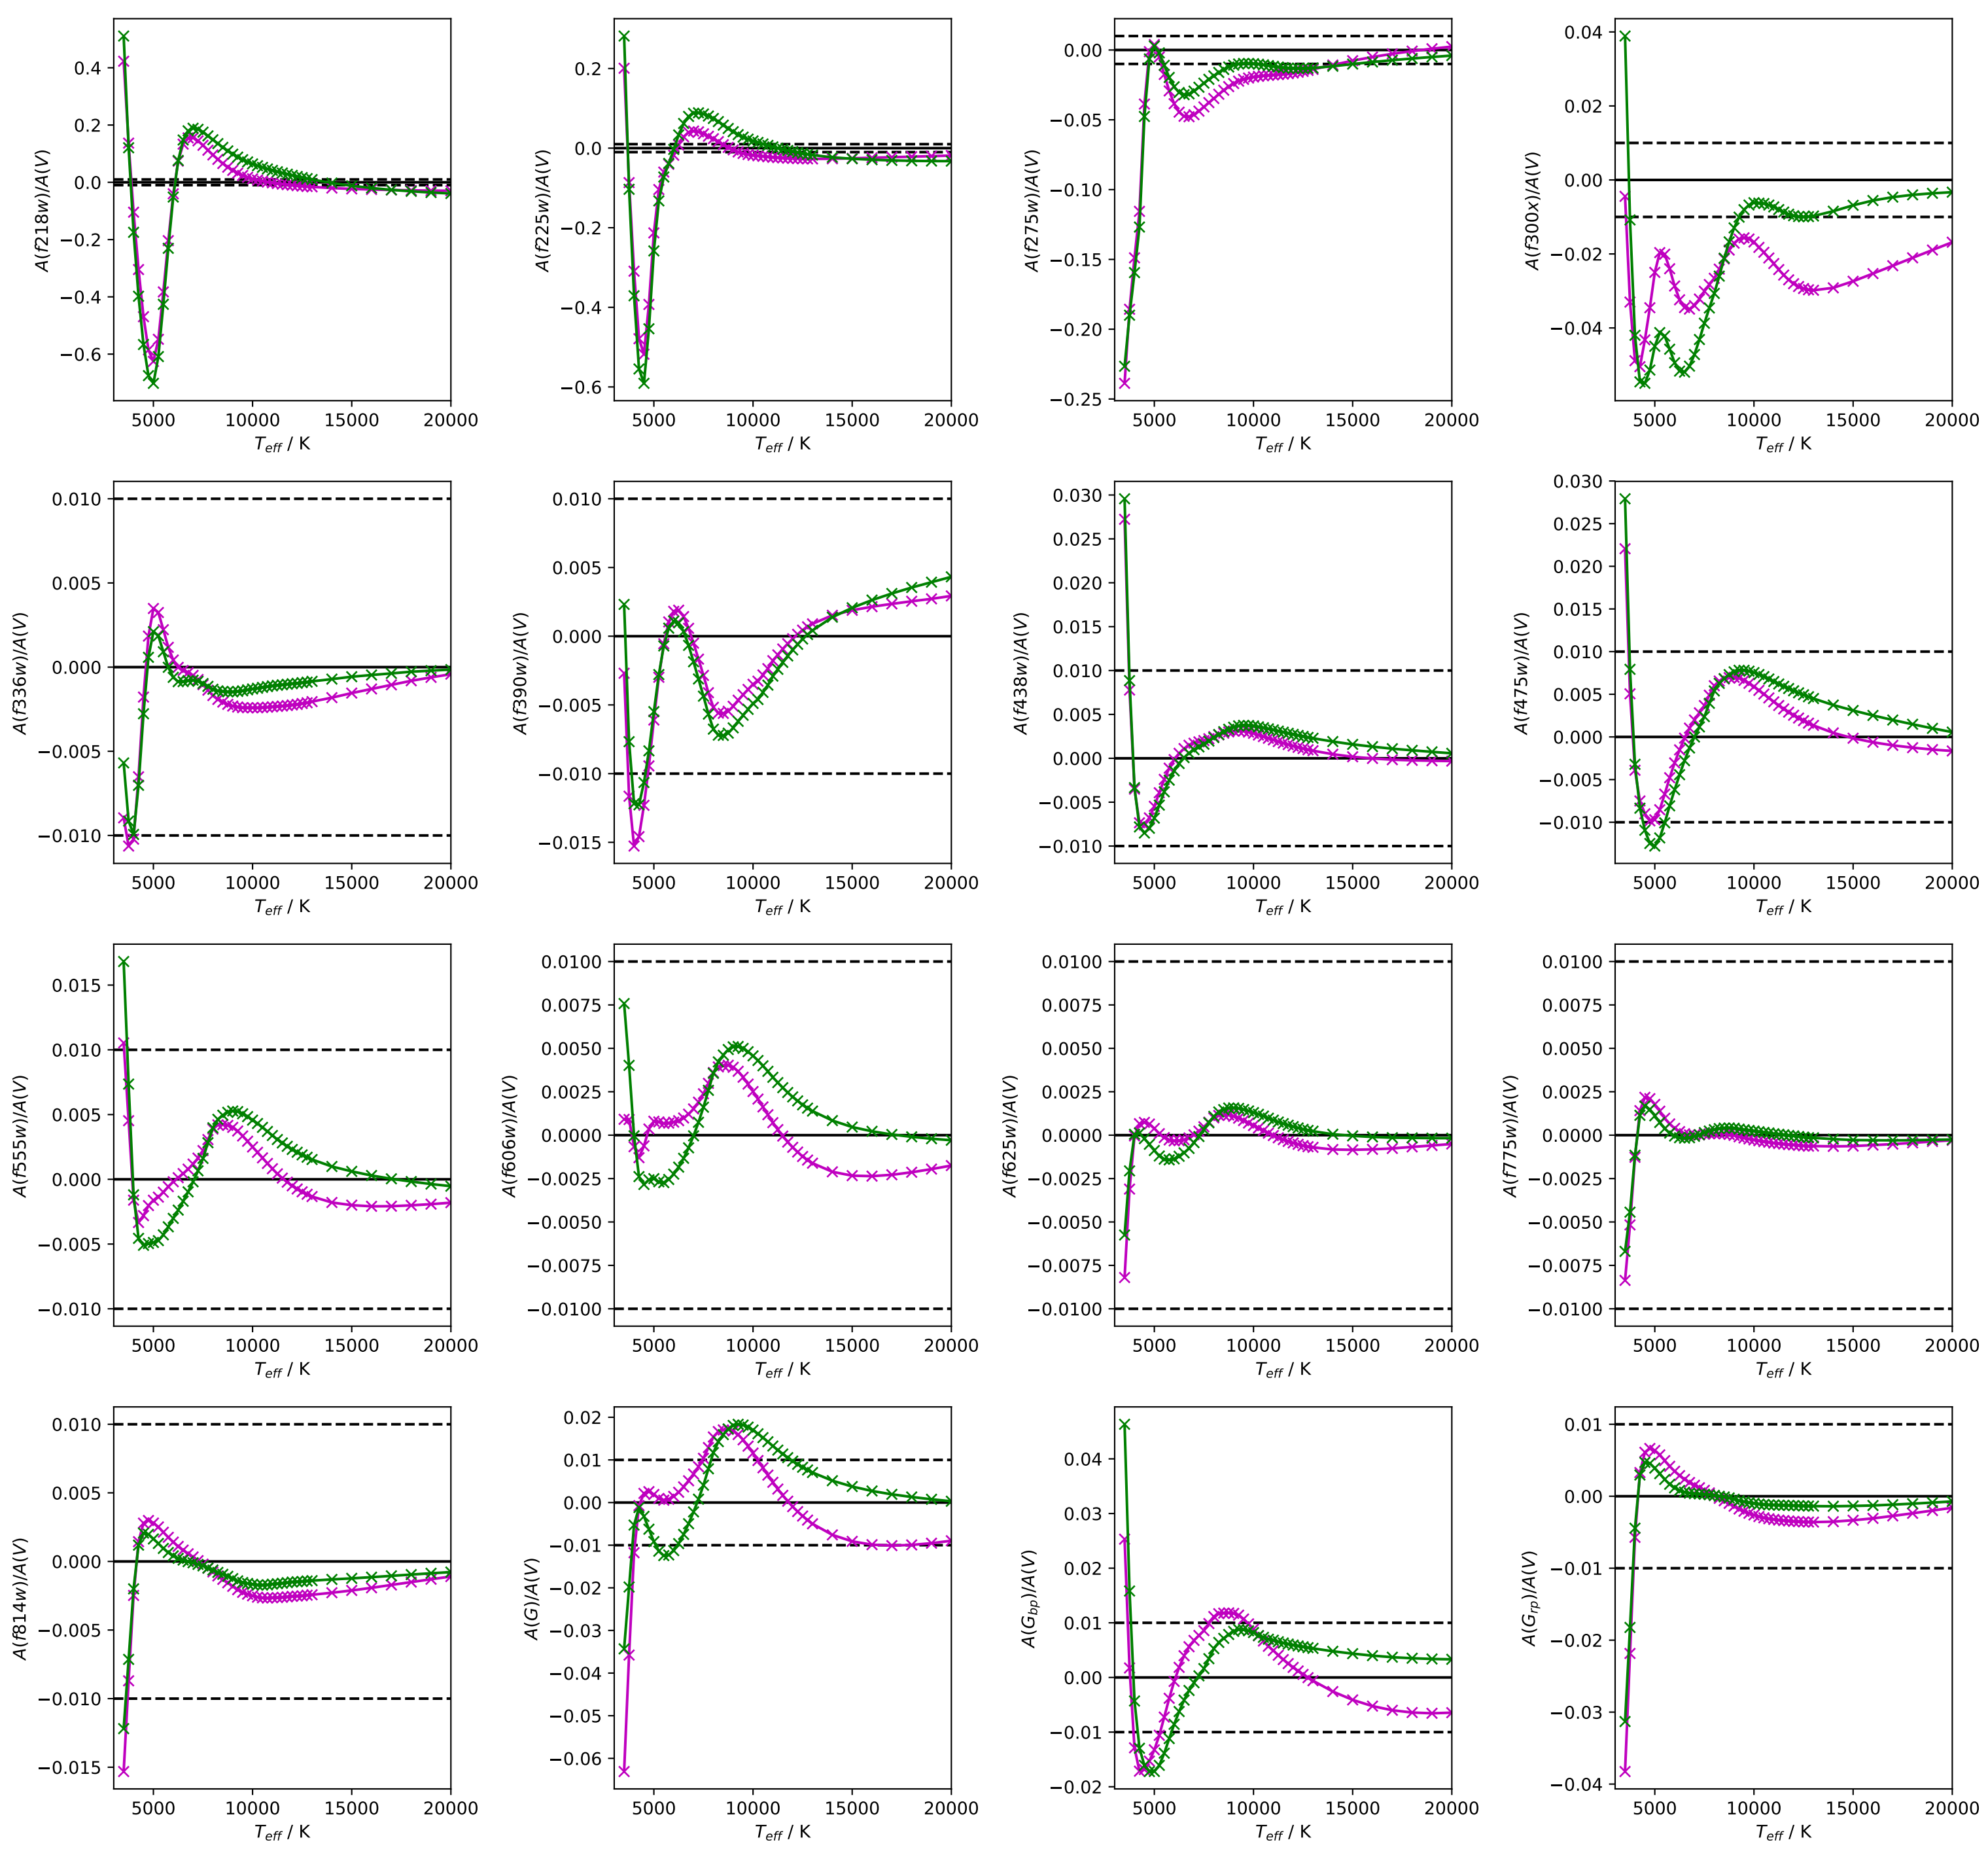 A(f218w)/A(V)
0.4
0.2
0.0
−0.2
−0.4
−0.6
5000 10000 15000 20000
T_eff / K
A(f225w)/A(V)
0.2
0.0
−0.2
−0.4
−0.6
5000 10000 15000 20000
T_eff / K
A(f275w)/A(V)
0.00
−0.05
−0.10
−0.15
−0.20
−0.25
5000 10000 15000 20000
T_eff / K
A(f300x)/A(V)
0.04
0.02
0.00
−0.02
−0.04
5000 10000 15000 20000
T_eff / K
A(f336w)/A(V)
0.010
0.005
0.000
−0.005
−0.010
5000 10000 15000 20000
T_eff / K
A(f390w)/A(V)
0.010
0.005
0.000
−0.005
−0.010
−0.015
5000 10000 15000 20000
T_eff / K
A(f438w)/A(V)
0.030
0.025
0.020
0.015
0.010
0.005
0.000
−0.005
−0.010
5000 10000 15000 20000
T_eff / K
A(f475w)/A(V)
0.030
0.025
0.020
0.015
0.010
0.005
0.000
−0.005
−0.010
5000 10000 15000 20000
T_eff / K
A(f555w)/A(V)
0.015
0.010
0.005
0.000
−0.005
−0.010
5000 10000 15000 20000
T_eff / K
A(f606w)/A(V)
0.0100
0.0075
0.0050
0.0025
0.0000
−0.0025
−0.0050
−0.0075
−0.0100
5000 10000 15000 20000
T_eff / K
A(f625w)/A(V)
0.0100
0.0075
0.0050
0.0025
0.0000
−0.0025
−0.0050
−0.0075
−0.0100
5000 10000 15000 20000
T_eff / K
A(f775w)/A(V)
0.0100
0.0075
0.0050
0.0025
0.0000
−0.0025
−0.0050
−0.0075
−0.0100
5000 10000 15000 20000
T_eff / K
A(f814w)/A(V)
0.010
0.005
0.000
−0.005
−0.010
−0.015
5000 10000 15000 20000
T_eff / K
A(G)/A(V)
0.02
0.01
0.00
−0.01
−0.02
−0.03
−0.04
−0.05
−0.06
5000 10000 15000 20000
T_eff / K
A(G_bp)/A(V)
0.04
0.03
0.02
0.01
0.00
−0.01
−0.02
5000 10000 15000 20000
T_eff / K
A(G_rp)/A(V)
0.01
0.00
−0.01
−0.02
−0.03
−0.04
5000 10000 15000 20000
T_eff / K